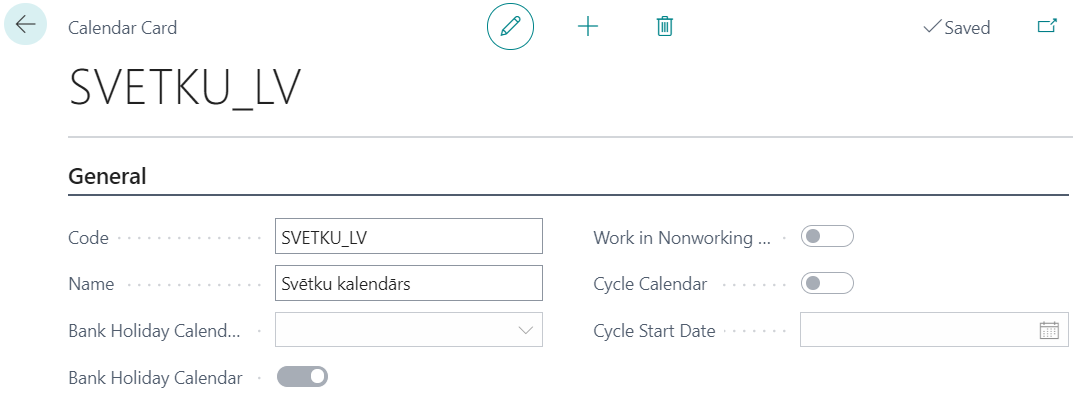 Calendar Card
Saved
SVETKU_LV
General
Code
SVETKU_LV
Name
Svētku kalendārs
Bank Holiday Calend...
Bank Holiday Calendar
Work in Nonworking ...
Cycle Calendar
Cycle Start Date